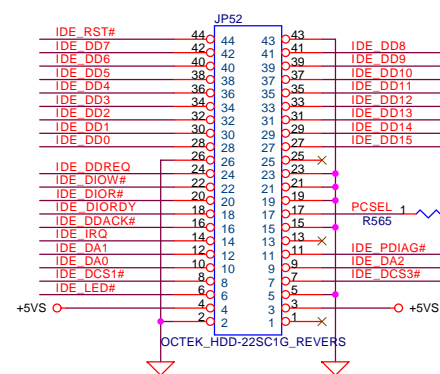 JP52
IDE_RST# 44 44 43 43
IDE_DD7 42 42 41 41 IDE_DD8
IDE_DD6 40 40 39 39 IDE_DD9
IDE_DD5 38 38 37 37 IDE_DD10
IDE_DD4 36 36 35 35 IDE_DD11
IDE_DD3 34 34 33 33 IDE_DD12
IDE_DD2 32 32 31 31 IDE_DD13
IDE_DD1 30 30 29 29 IDE_DD14
IDE_DD0 28 28 27 27 IDE_DD15
26 26 25 25
IDE_DDREQ 24 24 23 23
IDE_DIOW# 22 22 21 21
IDE_DIOR# 20 20 19 19
IDE_DIORDY 18 18 17 17 PCSEL 1
R565
IDE_DDACK# 16 16 15 15
IDE_IRQ 14 14 13 13
IDE_DA1 12 12 11 11 IDE_PDIAG#
IDE_DA0 10 10 9 9 IDE_DA2
IDE_DCS1# 8 8 7 7 IDE_DCS3#
IDE_LED# 6 6 5 5
+5VS 4 4 3 3 +5VS
2 2 1 1
OCTEK_HDD-22SC1G_REVERS